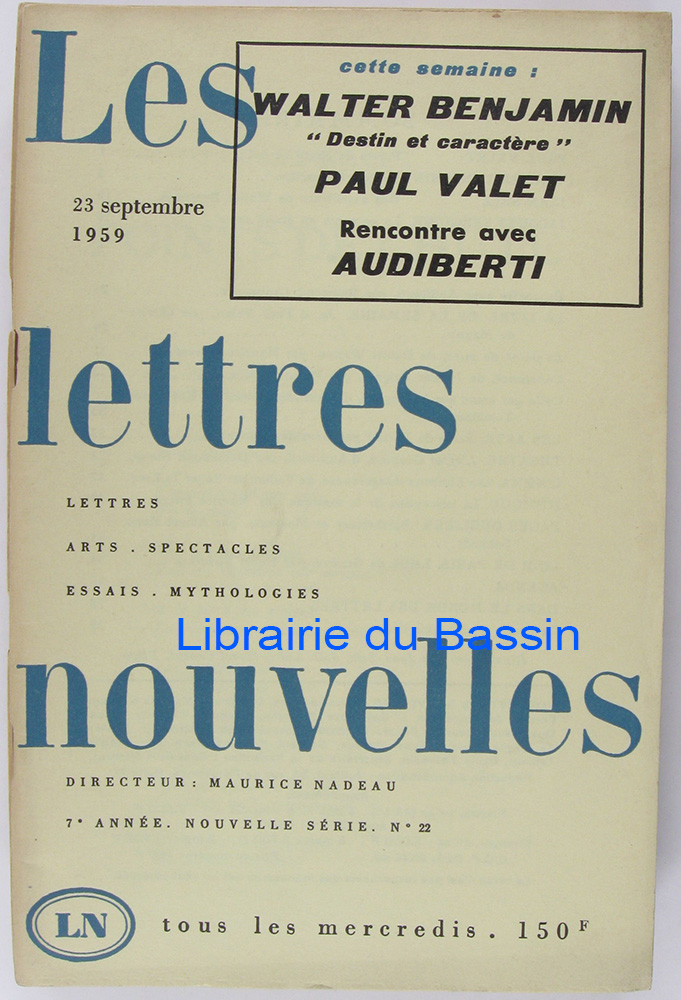 Les
cette semaine :
WALTER BENJAMIN
“ Destin et caractère ”
PAUL VALET
Rencontre avec
AUDIBERTI
23 septembre
1959
lettres
LETTRES
ARTS . SPECTACLES
ESSAIS . MYTHOLOGIES
Librairie du Bassin
nouvelles
DIRECTEUR : MAURICE NADEAU
7e ANNÉE. NOUVELLE SÉRIE. N° 22
LN
tous les mercredis . 150 F